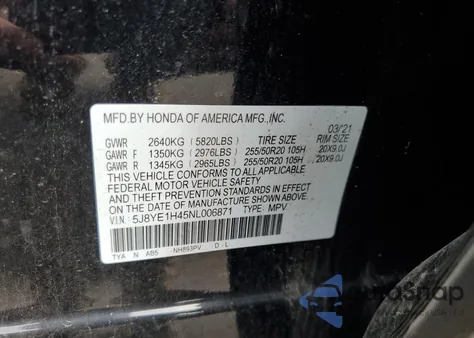 MFD.BY HONDA OF AMERICA MFG.,INC. 03/21
GVWR 2640KG (5820LBS) TIRE SIZE RIM SIZE
GAWR F 1350KG (2976LBS) 255/50R20 105H 20X9.0J
GAWR R 1345KG (2965LBS) 255/50R20 105H 20X9.0J
THIS VEHICLE CONFORMS TO ALL APPLICABLE
FEDERAL MOTOR VEHICLE SAFETY
AND THEFT PREVENTION STANDARDS IN EFFECT
ON THE DATE OF MANUFACTURE SHOWN ABOVE.
V.I.N. 5J8YE1H45NL006871 TYPE MPV
TYA N AB5 NH893PV D-L
AutoSnap